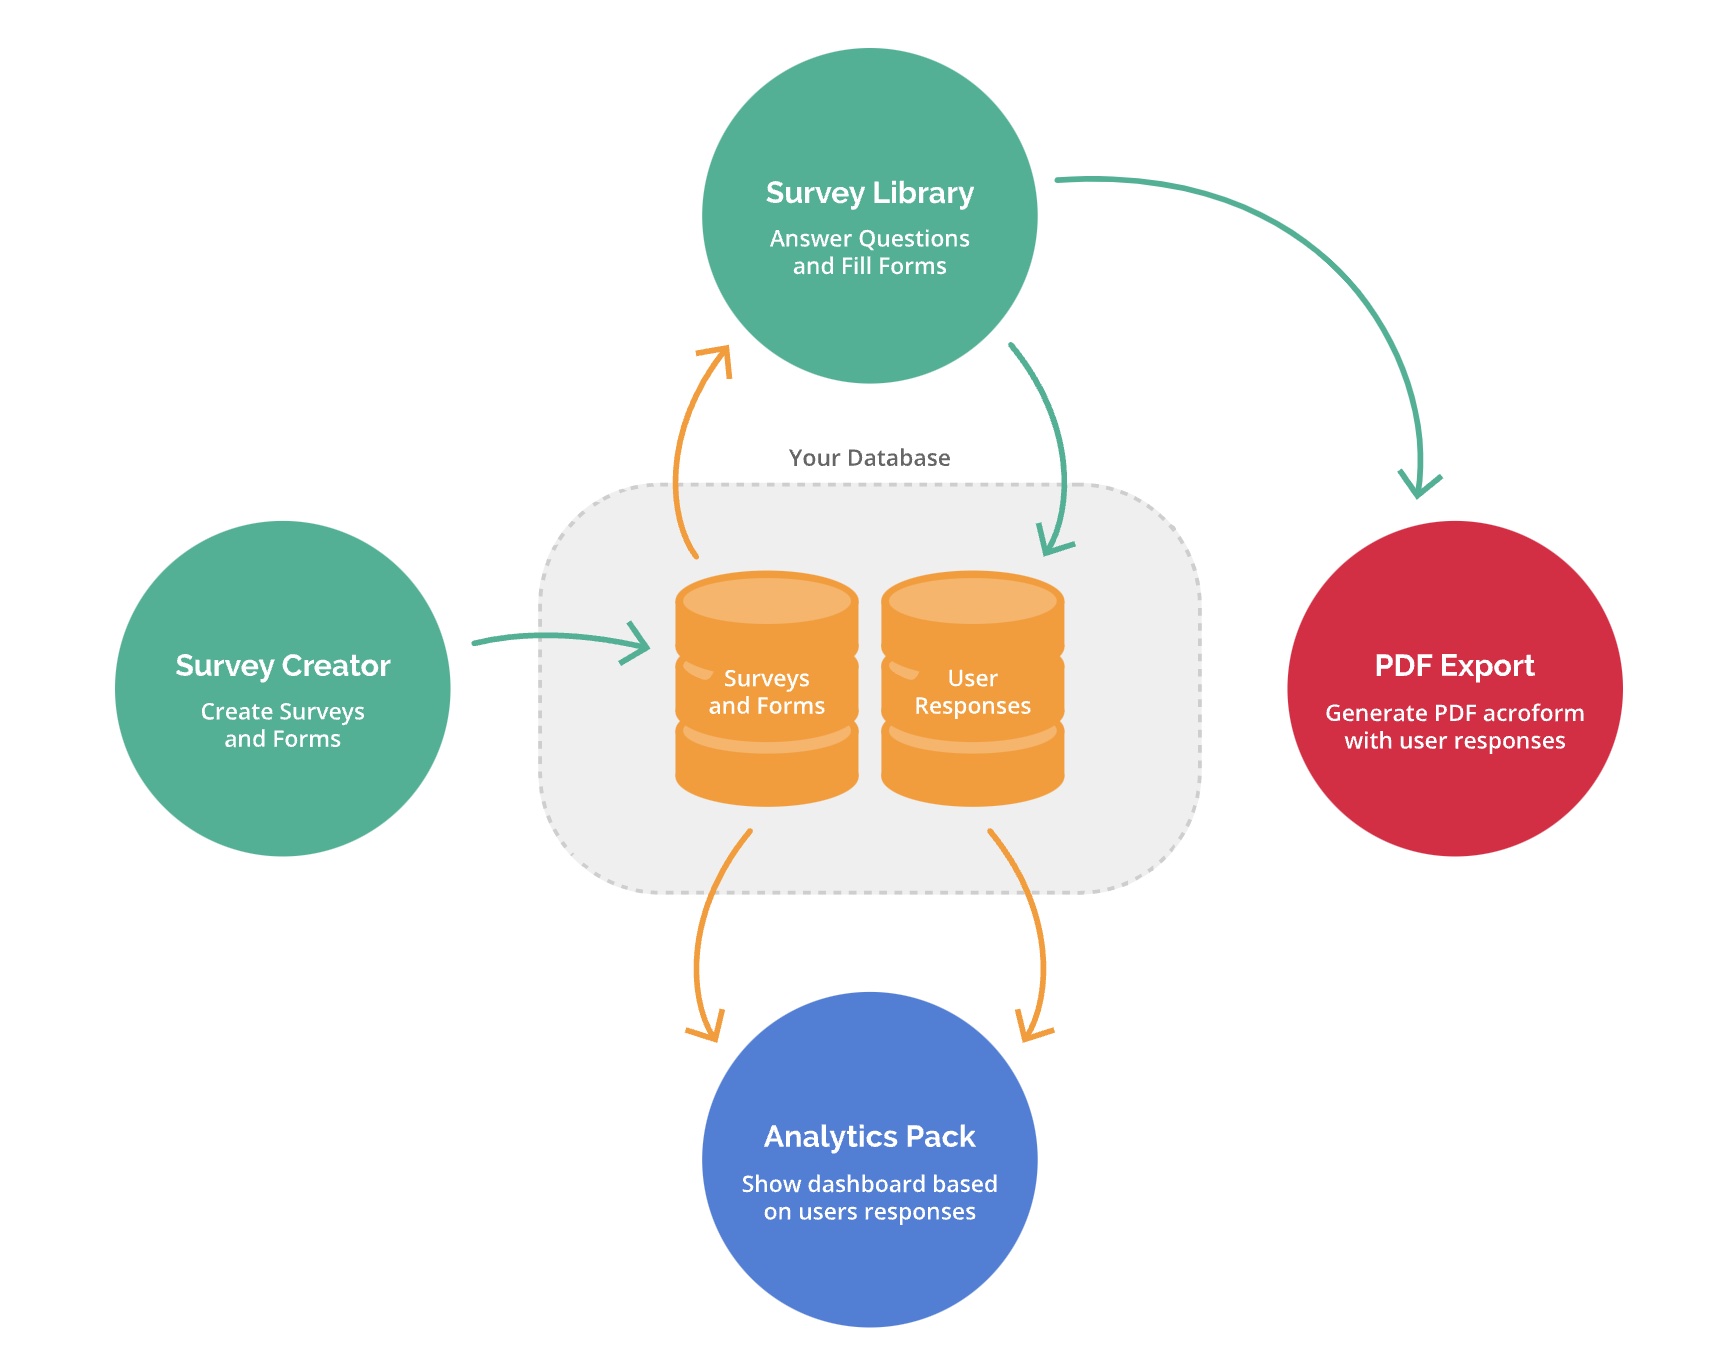 Survey Library
Answer Questions
and Fill Forms
Your Database
Survey Creator
Create Surveys
and Forms
Surveys
and Forms
User
Responses
PDF Export
Generate PDF acroform
with user responses
Analytics Pack
Show dashboard based
on users responses